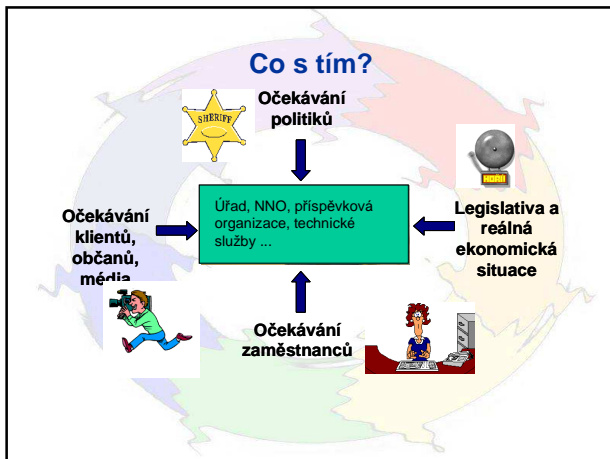 Co s tím?
Očekávání
politiků
SHERIFF
HOŘÍ
Úřad, NNO, příspěvková
organizace, technické
služby ...
Očekávání
klientů,
občanů,
média
Legislativa a
reálná
ekonomická
situace
Očekávání
zaměstnanců